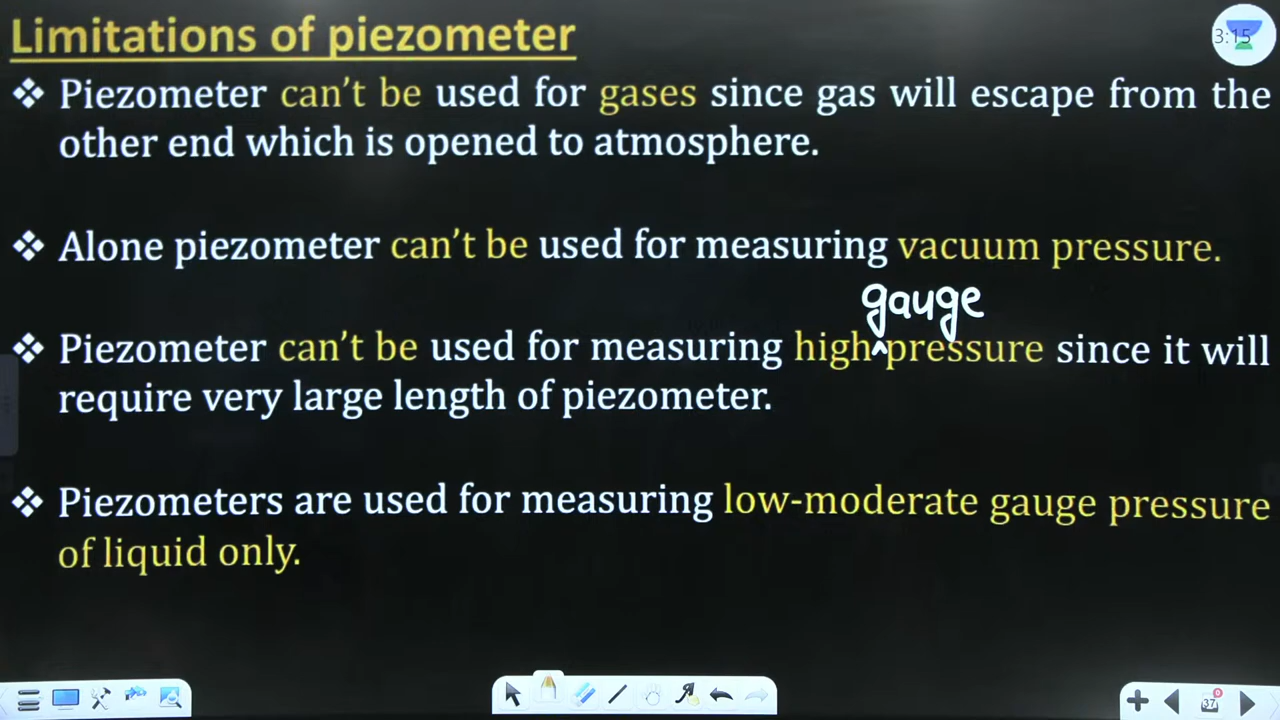 Limitations of piezometer
3:15
❖ Piezometer can't be used for gases since gas will escape from the
other end which is opened to atmosphere.
❖ Alone piezometer can't be used for measuring vacuum pressure.
gauge
❖ Piezometer can't be used for measuring high ^ pressure since it will
require very large length of piezometer.
❖ Piezometers are used for measuring low-moderate gauge pressure
of liquid only.
37